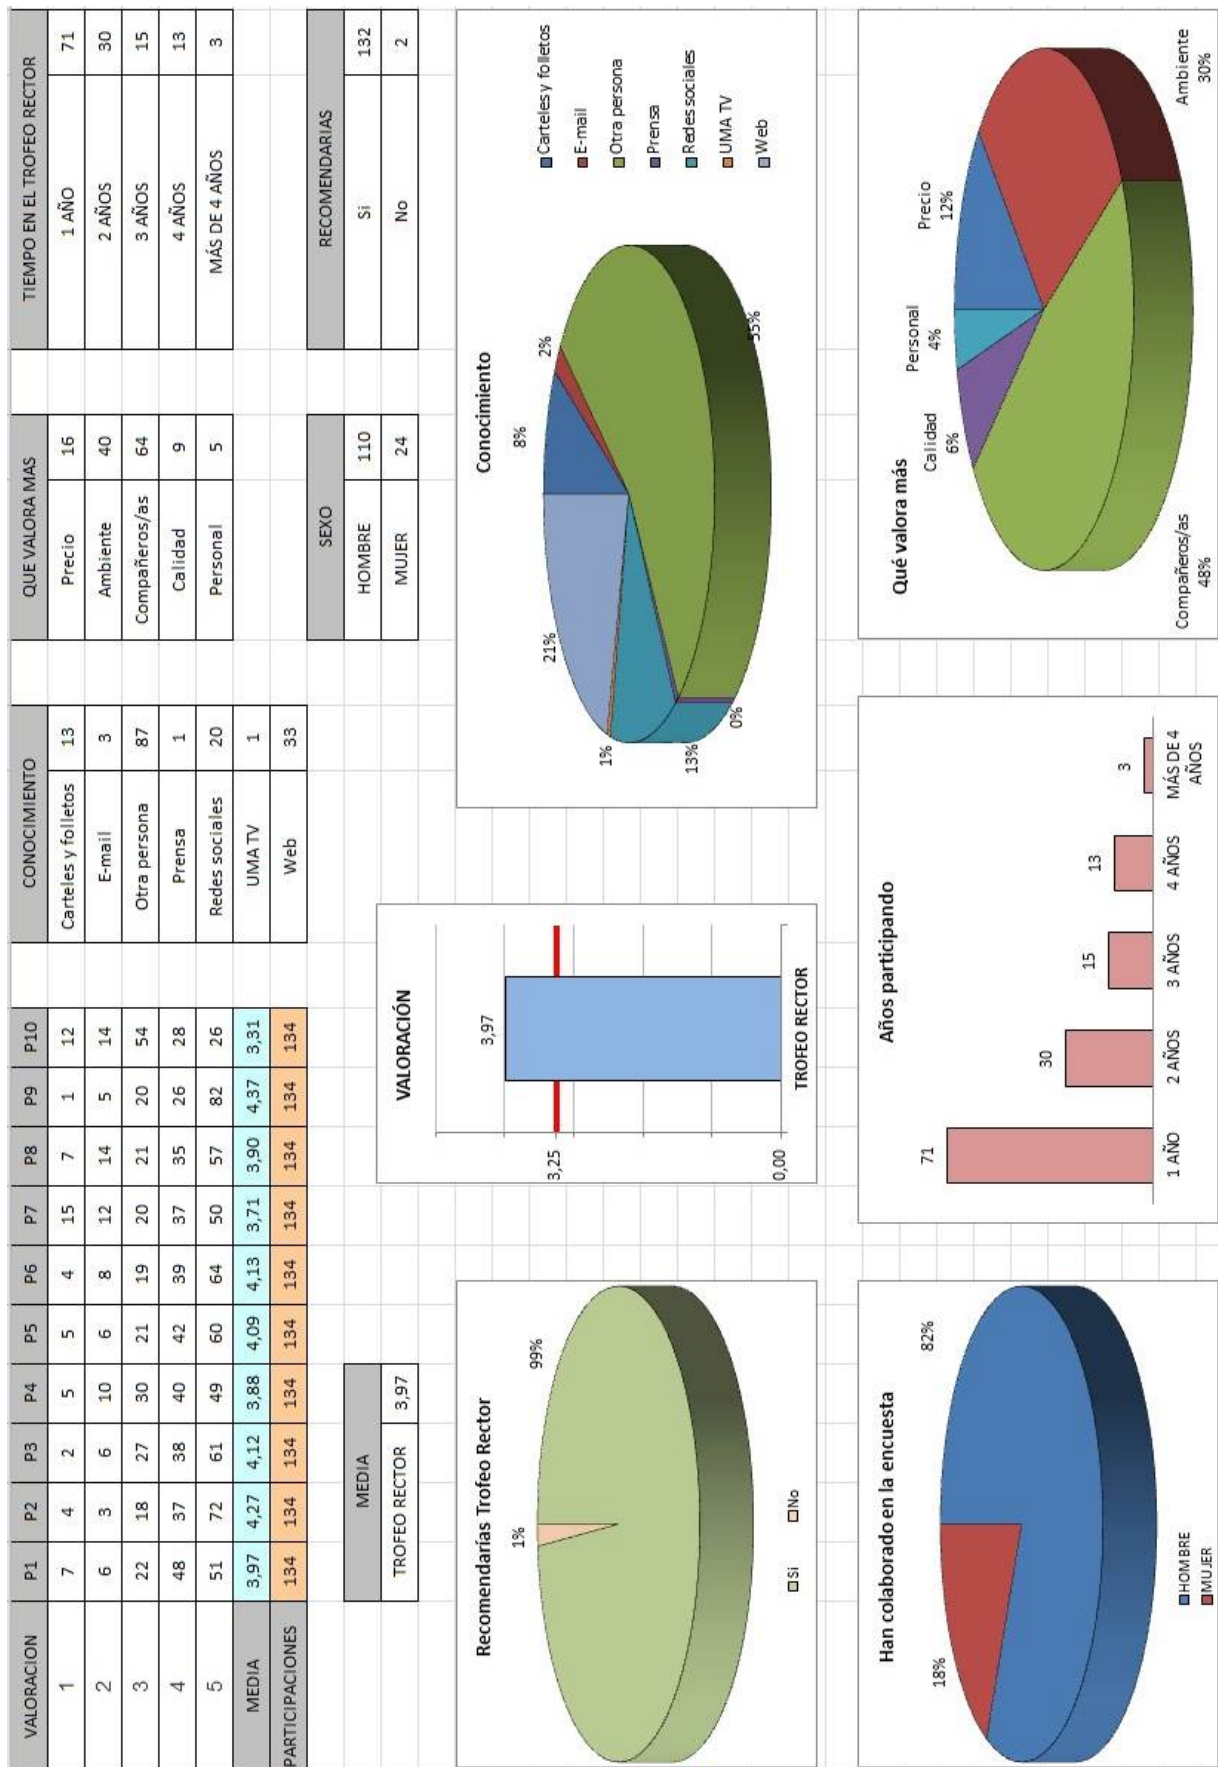 VALORACION P1 P2 P3 P4 P5 P6 P7 P8 P9 P10
1 7 4 2 5 5 4 15 7 1 12
2 6 3 6 10 6 8 12 14 5 14
3 22 18 27 30 21 19 20 21 20 54
4 48 37 38 40 42 39 37 35 26 28
5 51 72 61 49 60 64 50 57 82 26
MEDIA 3,97 4,27 4,12 3,88 4,09 4,13 3,71 3,90 4,37 3,31
PARTICIPACIONES 134 134 134 134 134 134 134 134 134 134
CONOCIMIENTO
Carteles y folletos 13
E-mail 3
Otra persona 87
Prensa 1
Redes sociales 20
UMA TV 1
Web 33
QUE VALORA MAS
Precio 16
Ambiente 40
Compañeros/as 64
Calidad 9
Personal 5
TIEMPO EN EL TROFEO RECTOR
1 AÑO 71
2 AÑOS 30
3 AÑOS 15
4 AÑOS 13
MÁS DE 4 AÑOS 3
MEDIA
TROFEO RECTOR 3,97
SEXO
HOMBRE 110
MUJER 24
RECOMENDARIAS
Si 132
No 2
Recomendarías Trofeo Rector
1%
99%
Si No
VALORACIÓN
3,97
3,25
0,00
TROFEO RECTOR
Conocimiento
8%
2%
21%
1%
13%
0%
55%
Carteles y folletos
E-mail
Otra persona
Prensa
Redes sociales
UMA TV
Web
Han colaborado en la encuesta
18%
82%
HOMBRE
MUJER
Años participando
71
30
15
13
3
1 AÑO 2 AÑOS 3 AÑOS 4 AÑOS MÁS DE 4
AÑOS
Qué valora más
Personal
4%
Precio
12%
Calidad
6%
Compañeros/as
48%
Ambiente
30%